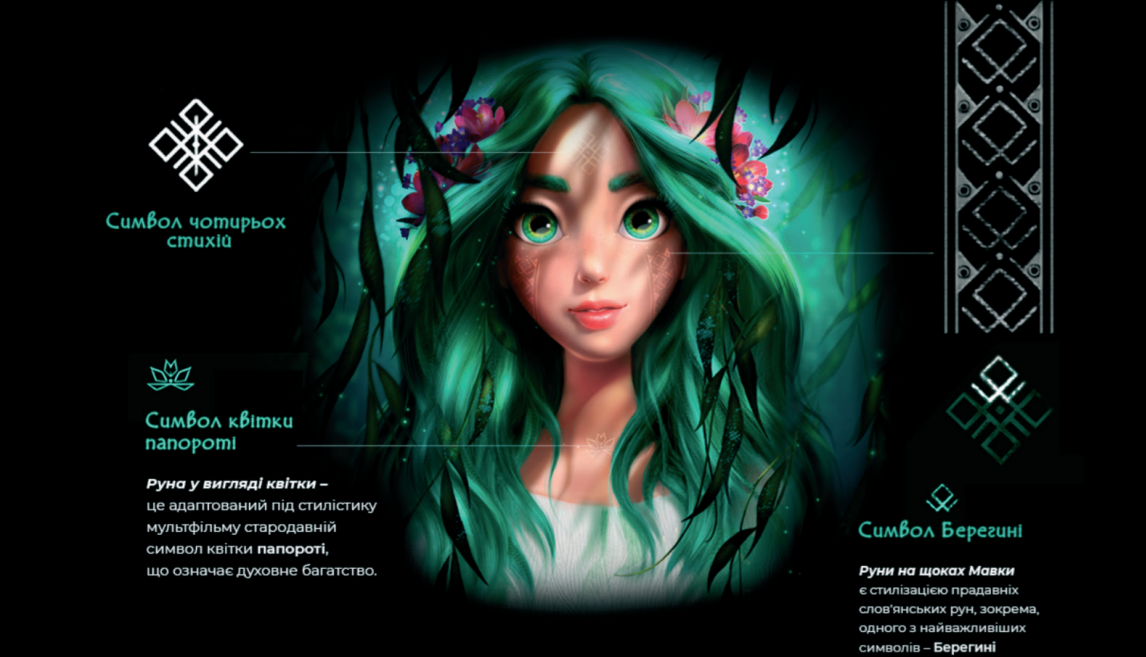 Символ чотирьох
стихій
Символ квітки
папороті
Руна у вигляді квітки –
це адаптований під стилістику
мультфільму стародавній
символ квітки папороті,
що означає духовне багатство.
Символ Берегині
Руни на щоках Мавки
є стилізацією прадавніх
слов'янських рун, зокрема,
одного з найважливіших
символів – Берегині